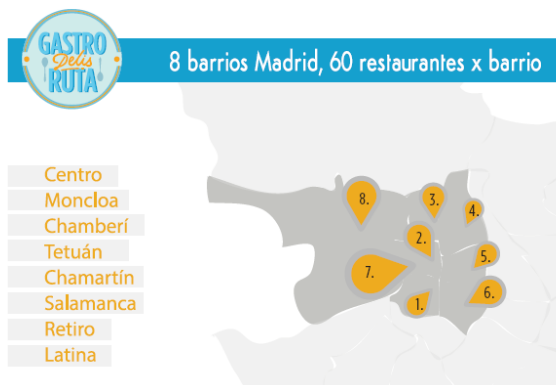 GASTRO
Delis
RUTA
8 barrios Madrid, 60 restaurantes x barrio
Centro
Moncloa
Chamberí
Tetuán
Chamartín
Salamanca
Retiro
Latina
8.
3.
4.
2.
5.
7.
6.
1.